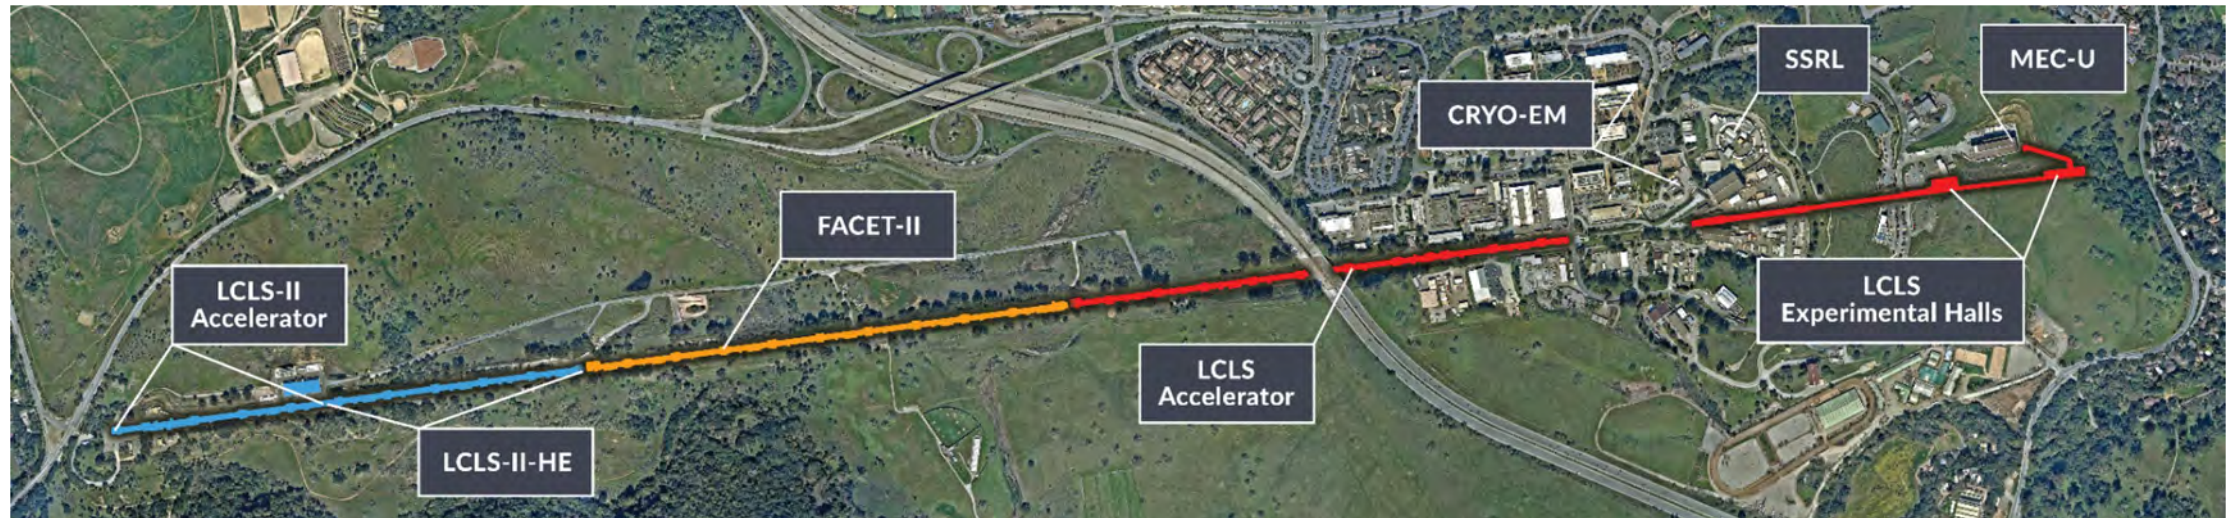 LCLS-II
Accelerator
LCLS-II-HE
FACET-II
LCLS
Accelerator
CRYO-EM
SSRL
MEC-U
LCLS
Experimental Halls